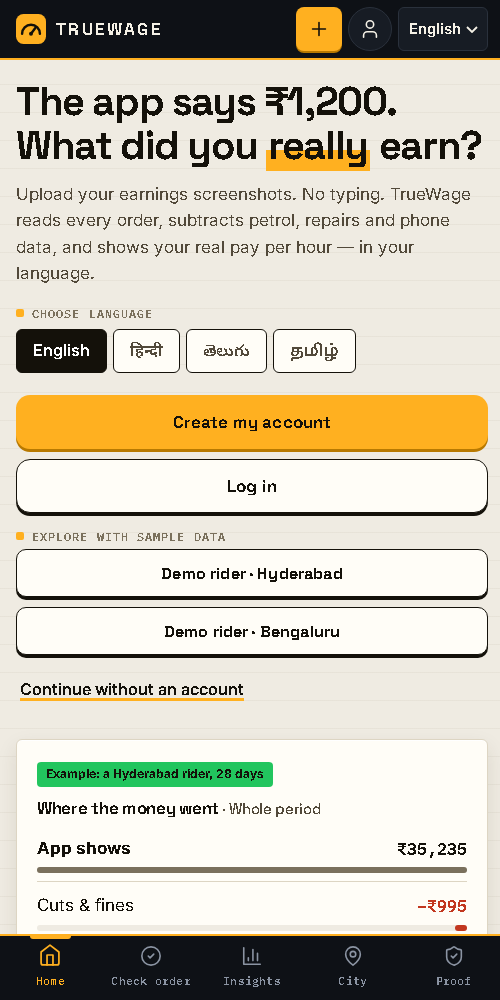 TRUEWAGE
English
The app says ₹1,200.
What did you really earn?
Upload your earnings screenshots. No typing. TrueWage
reads every order, subtracts petrol, repairs and phone
data, and shows your real pay per hour — in your
language.
CHOOSE LANGUAGE
English हिन्दी తెలుగు தமிழ்
Create my account
Log in
EXPLORE WITH SAMPLE DATA
Demo rider · Hyderabad
Demo rider · Bengaluru
Continue without an account
Example: a Hyderabad rider, 28 days
Where the money went · Whole period
App shows ₹35,235
Cuts & fines −₹995
Home Check order Insights City Proof